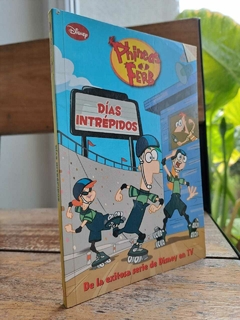 Disney
Phineas
y
Ferb
DÍAS
INTRÉPIDOS
De la exitosa serie de Disney en TV